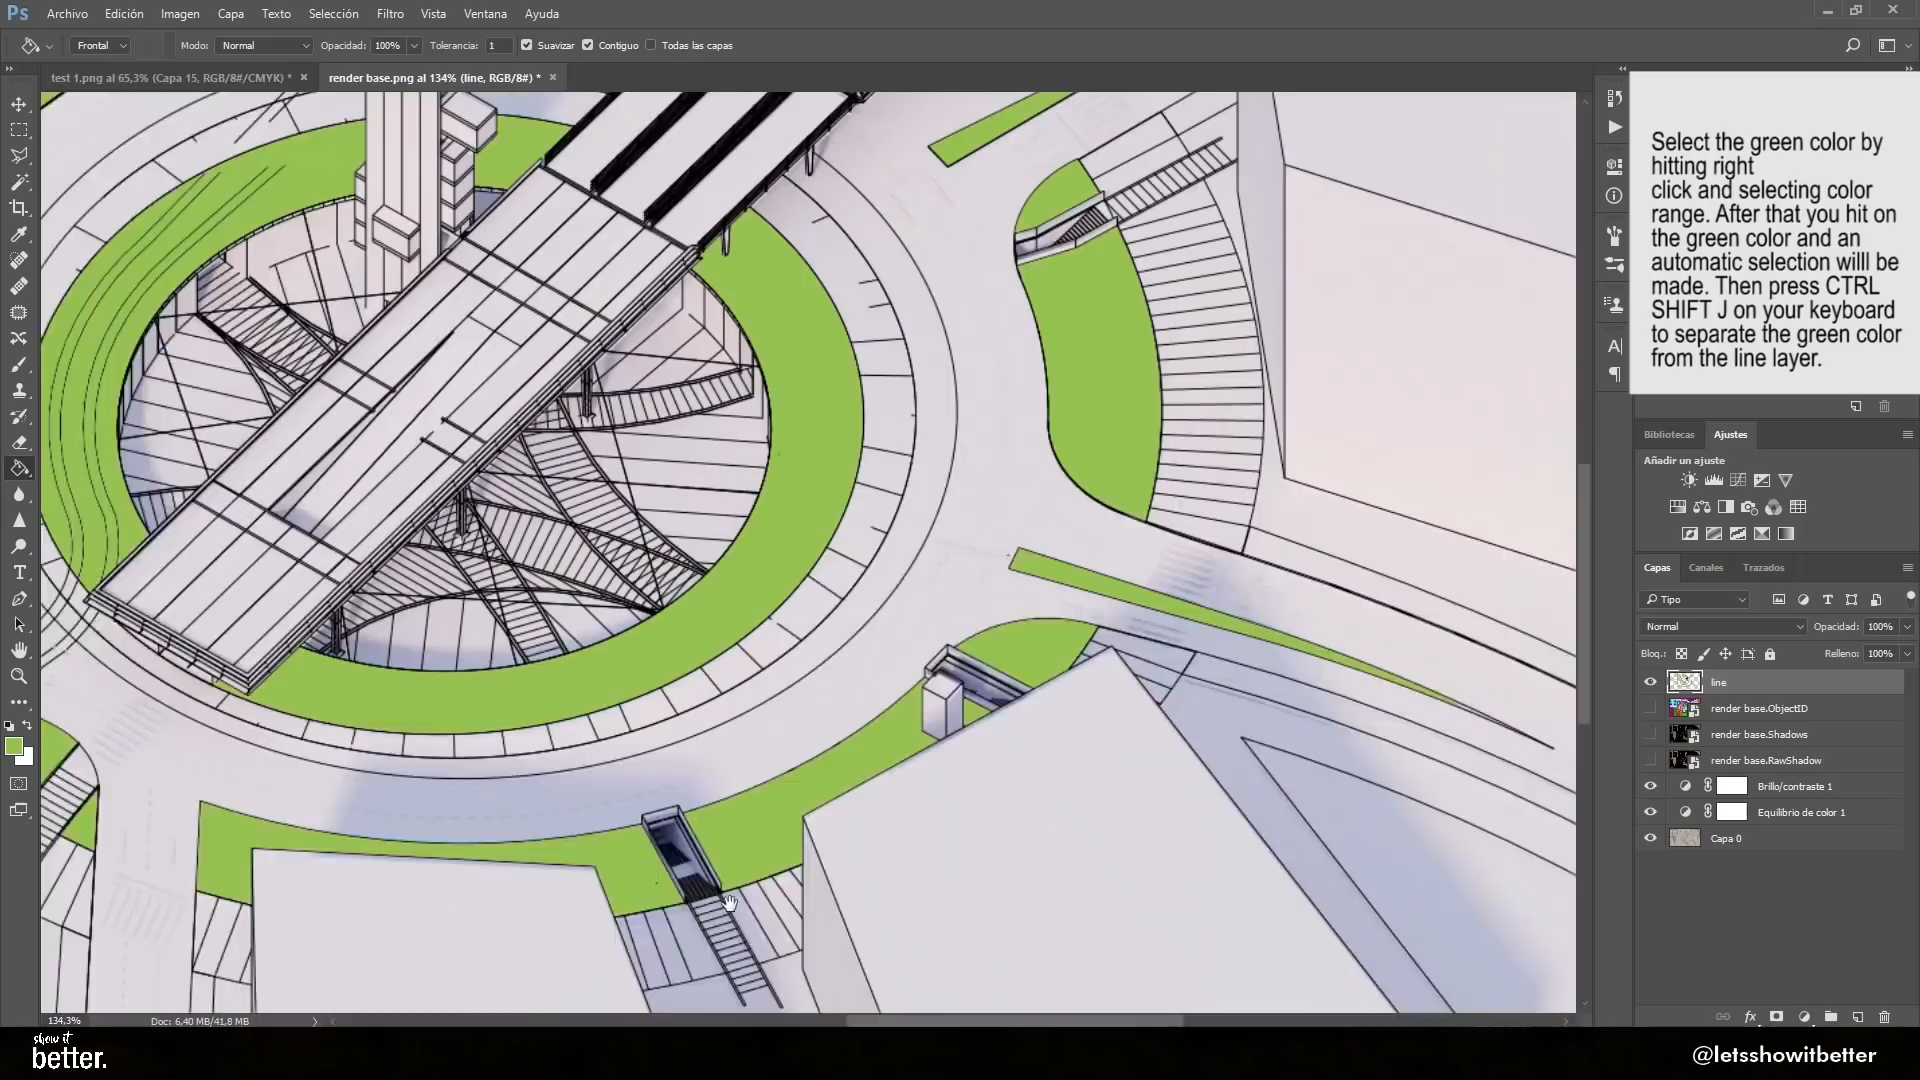 Ps Archivo Edición Imagen Capa Texto Selección Filtro Vista Ventana Ayuda
Frontal Modo: Normal Opacidad: 100% Tolerancia: 1 Suavizar Contiguo Todas las capas
test 1.png al 65,3% (Capa 15, RGB/8#/CMYK) * × render base.png al 134% (line, RGB/8#) * ×
Select the green color by
hitting right
click and selecting color
range. After that you hit on
the green color and an
automatic selection wiill be
made. Then press CTRL
SHIFT J on your keyboard
to separate the green color
from the line layer.
Bibliotecas Ajustes
Añadir un ajuste
Capas Canales Trazados
Tipo
Normal Opacidad: 100%
Bloq.: Relleno: 100%
line
render base.ObjectID
render base.Shadows
render base.RawShadow
Brillo/contraste 1
Equilibrio de color 1
Capa 0
fx
134,3% Doc: 6,40 MB/41,8 MB
show it
better.
@letsshowitbetter